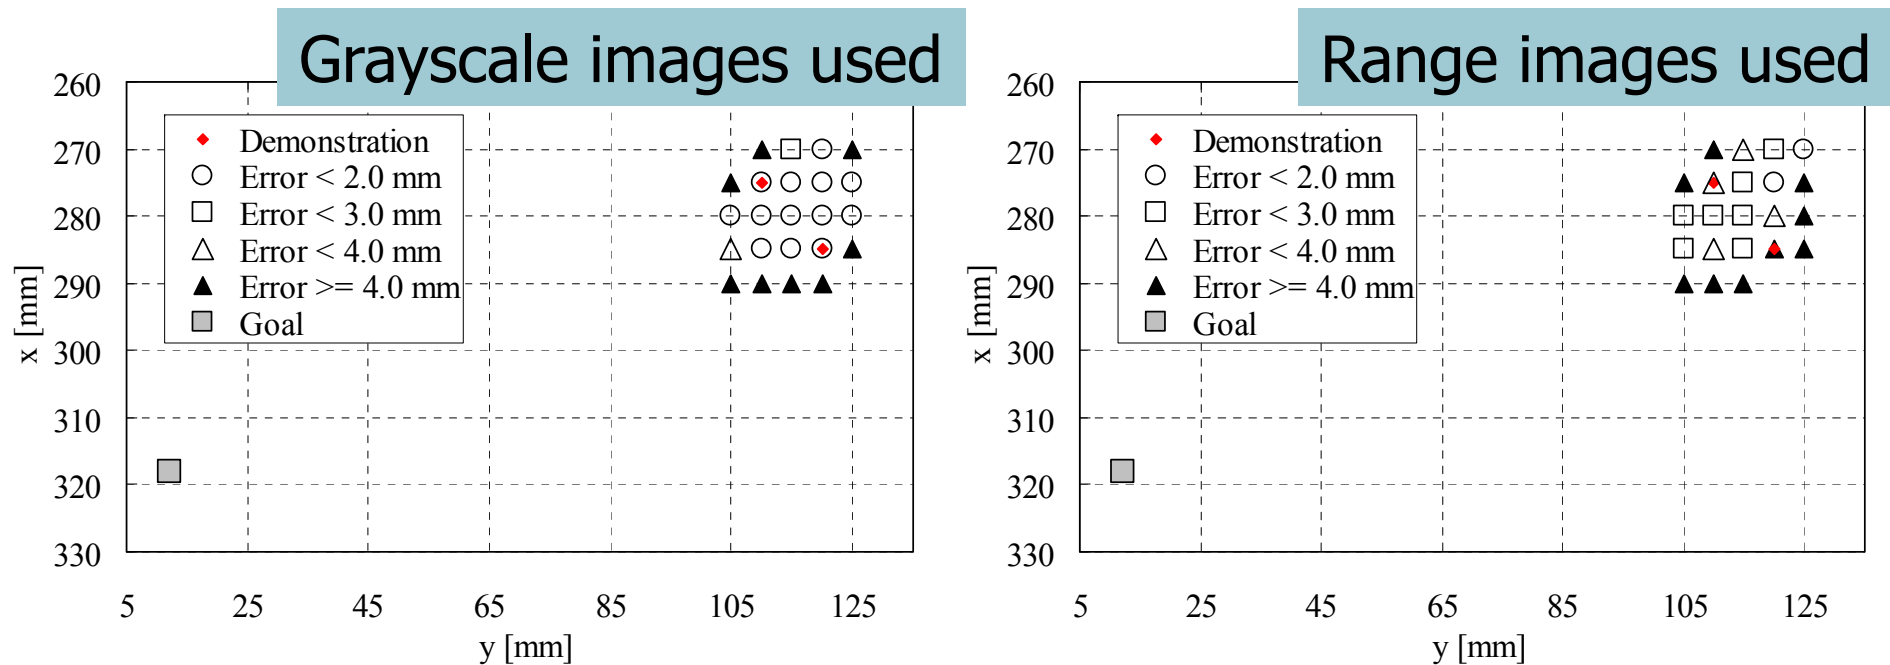 Grayscale images used
260
270
280
290
300
310
320
330
x [mm]
Demonstration
Error < 2.0 mm
Error < 3.0 mm
Error < 4.0 mm
Error >= 4.0 mm
Goal
5 25 45 65 85 105 125
y [mm]
Range images used
260
270
280
290
300
310
320
330
x [mm]
Demonstration
Error < 2.0 mm
Error < 3.0 mm
Error < 4.0 mm
Error >= 4.0 mm
Goal
5 25 45 65 85 105 125
y [mm]